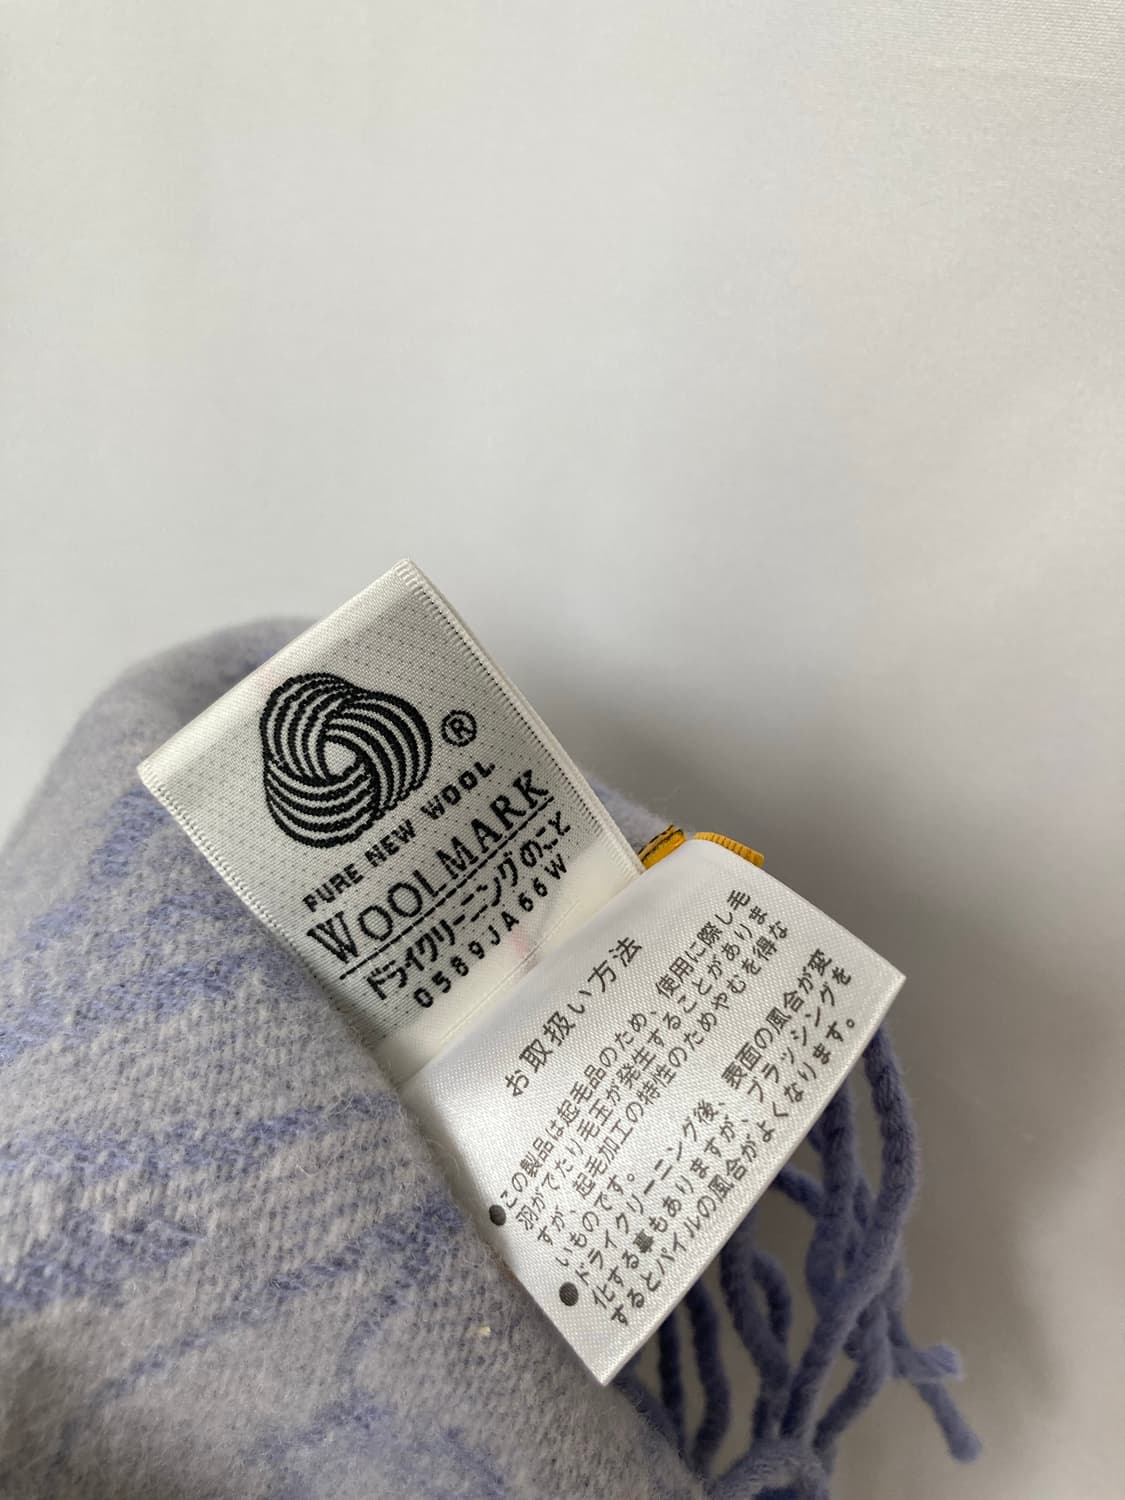 ®
PURE NEW WOOL
WOOLMARK
ドライクリーニングのこと
0589JA66W
お取扱い方法
●この製品は起毛品のため、使用に際し毛
羽がでたり毛玉が発生することがありま
すが、起毛加工の特性のためやむを得な
いものです。
●ドライクリーニング後、表面の風合が変
化する事もありますが、ブラッシングを
するとパイルの風合がよくなります。